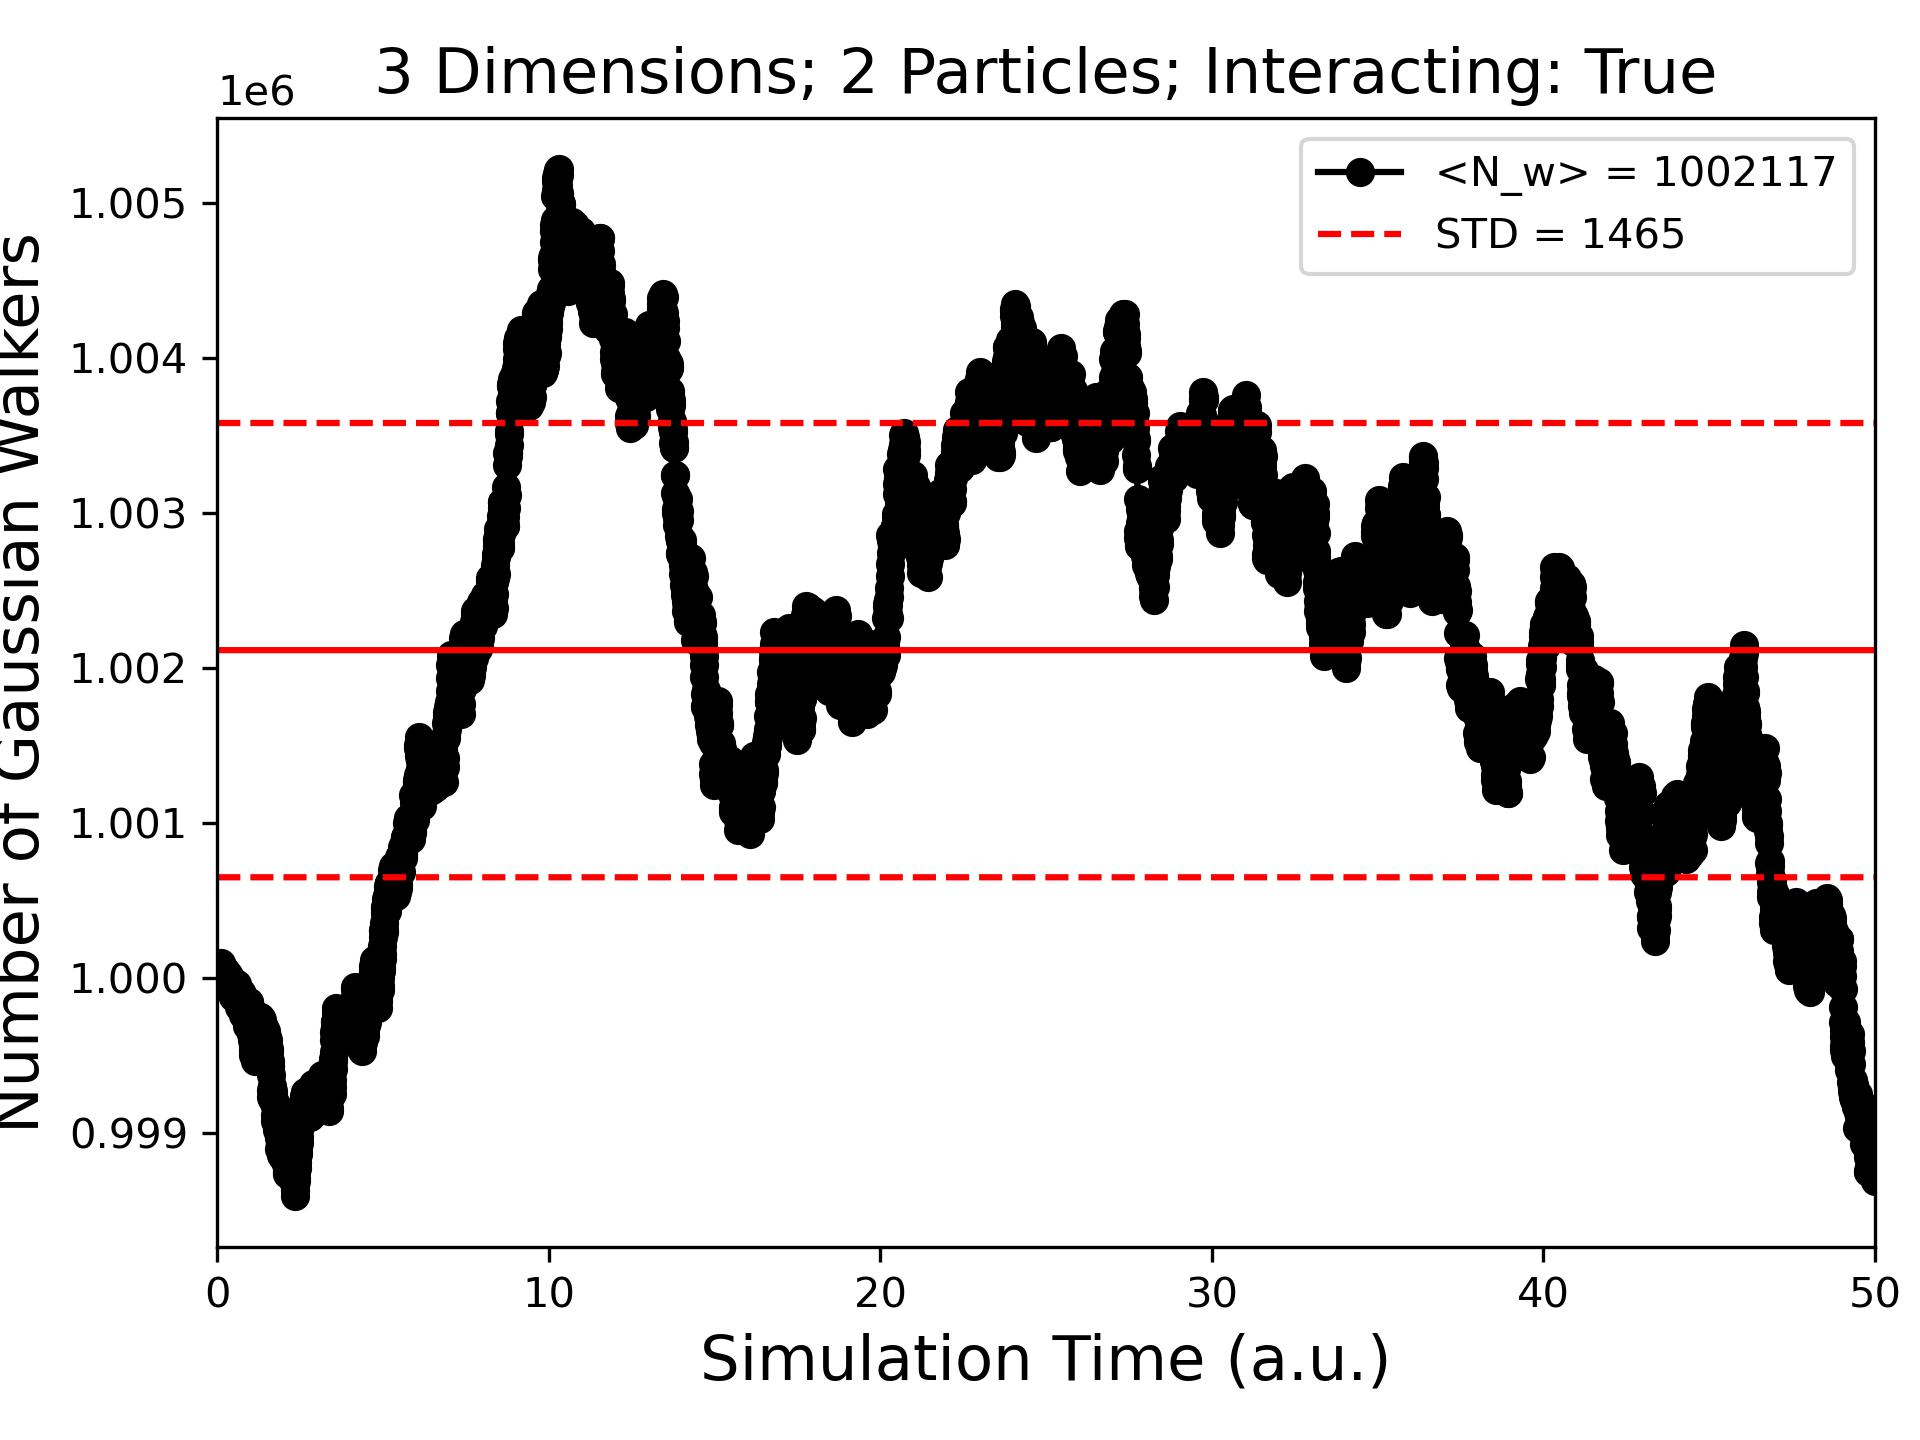 3 Dimensions; 2 Particles; Interacting: True
1e6
<N_w> = 1002117
STD = 1465
1.005
1.004
1.003
1.002
1.001
1.000
0.999
Number of Gaussian Walkers
0 10 20 30 40 50
Simulation Time (a.u.)